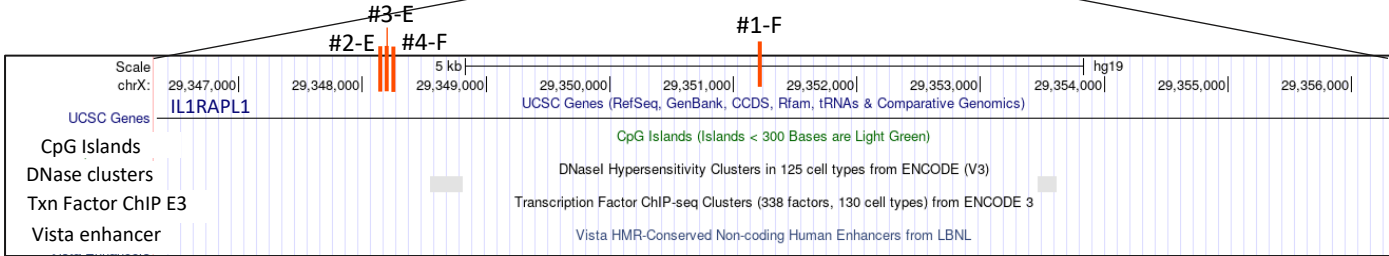 #3-E
#2-E #4-F #1-F
Scale 5 kb hg19
chrX: 29,347,000 29,348,000 29,349,000 29,350,000 29,351,000 29,352,000 29,353,000 29,354,000 29,355,000 29,356,000
IL1RAPL1 UCSC Genes (RefSeq, GenBank, CCDS, Rfam, tRNAs & Comparative Genomics)
UCSC Genes
CpG Islands CpG Islands (Islands < 300 Bases are Light Green)
DNase clusters DNaseI Hypersensitivity Clusters in 125 cell types from ENCODE (V3)
Txn Factor ChIP E3 Transcription Factor ChIP-seq Clusters (338 factors, 130 cell types) from ENCODE 3
Vista enhancer Vista HMR-Conserved Non-coding Human Enhancers from LBNL